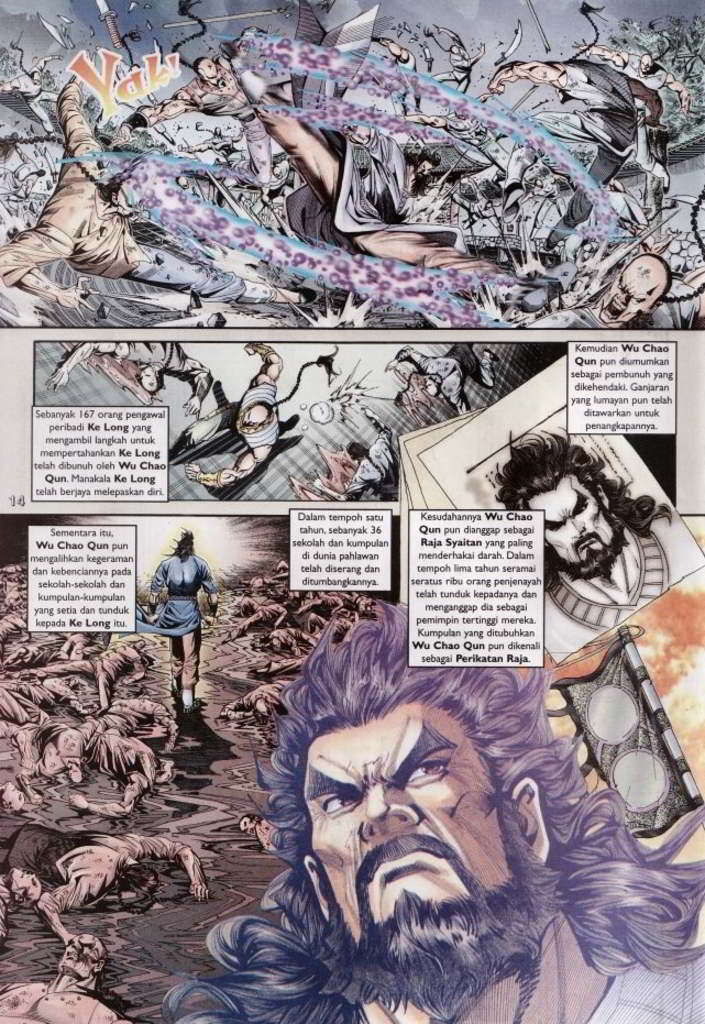 Yak!
Sebanyak 167 orang pengawal
peribadi Ke Long yang
mengambil langkah untuk
mempertahankan Ke Long
telah dibunuh oleh Wu Chao
Qun. Manakala Ke Long
telah berjaya melepaskan diri.
Kemudian Wu Chao
Qun pun diumumkan
sebagai pembunuh yang
dikehendaki. Ganjaran
yang lumayan pun telah
ditawarkan untuk
penangkapannya.
14
Sementara itu,
Wu Chao Qun pun
mengalihkan kegeraman
dan kebenciannya pada
sekolah-sekolah dan
kumpulan-kumpulan
yang setia dan tunduk
kepada Ke Long itu.
Dalam tempoh satu
tahun, sebanyak 36
sekolah dan kumpulan
di dunia pahlawan
telah diserang dan
ditumbangkannya.
Kesudahannya Wu Chao
Qun pun dianggap sebagai
Raja Syaitan yang paling
menderhakai darah. Dalam
tempoh lima tahun seramai
seratus ribu orang penjenayah
telah tunduk kepadanya dan
menganggap dia sebagai
pemimpin tertinggi mereka.
Kumpulan yang ditubuhkan
Wu Chao Qun pun dikenali
sebagai Perikatan Raja.